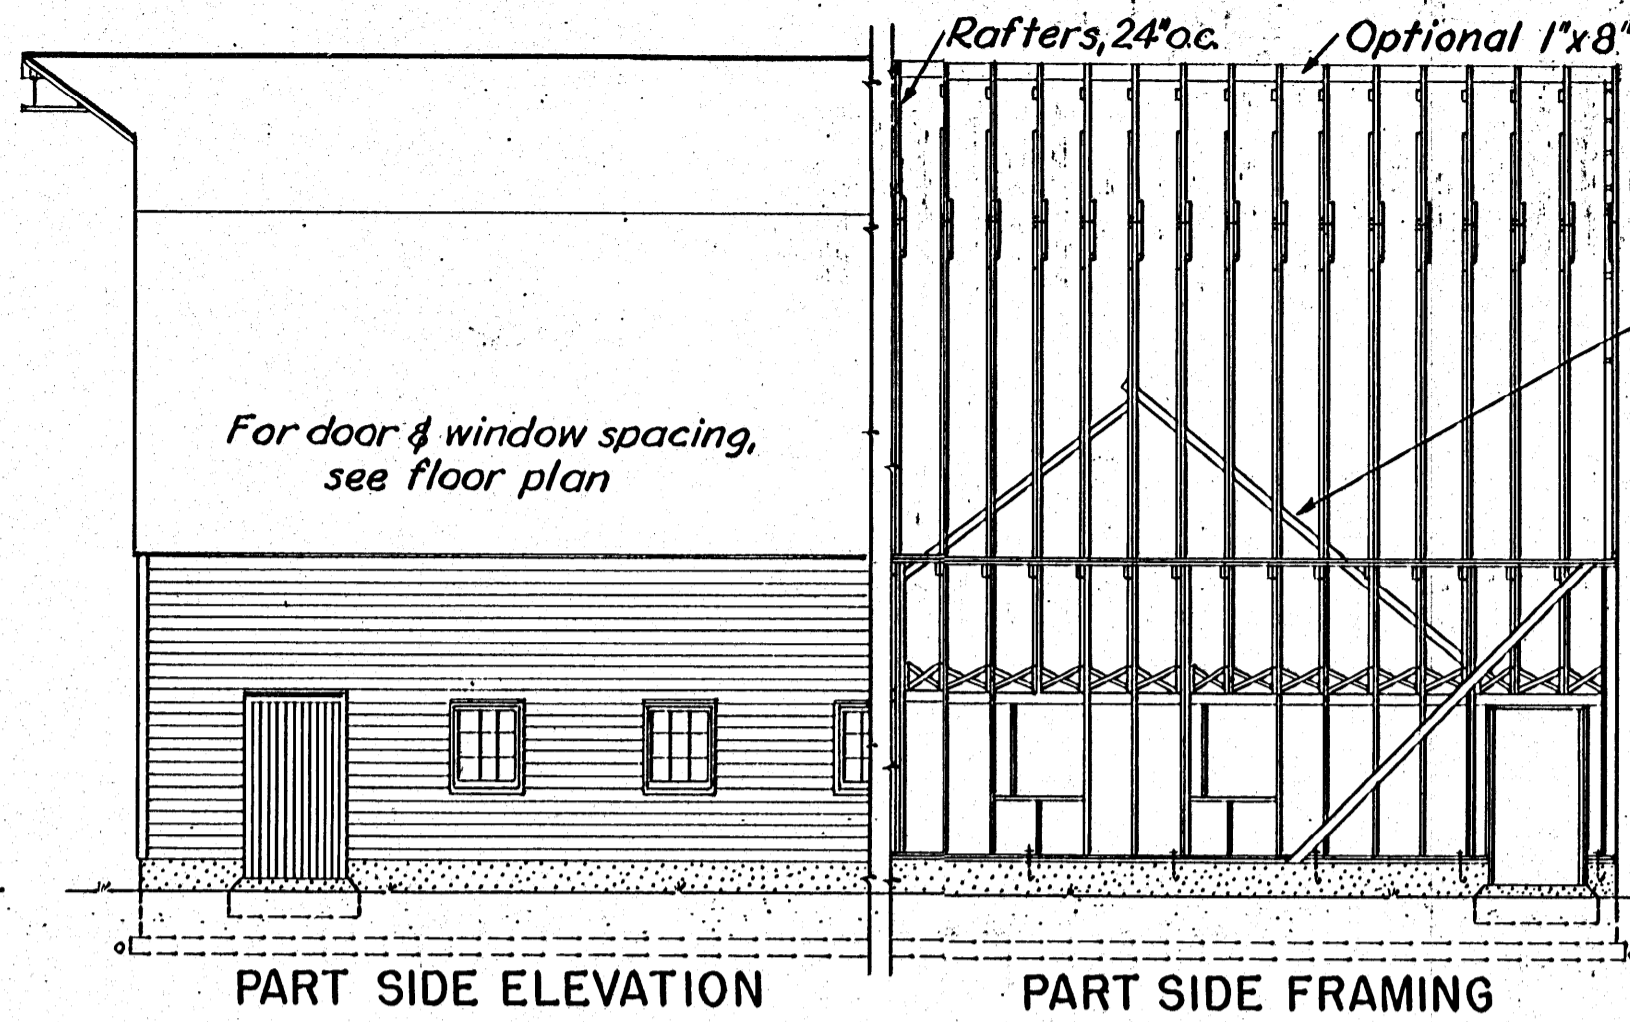 Rafters, 24"o.c.
Optional 1"x8"
For door & window spacing,
see floor plan
PART SIDE ELEVATION
PART SIDE FRAMING